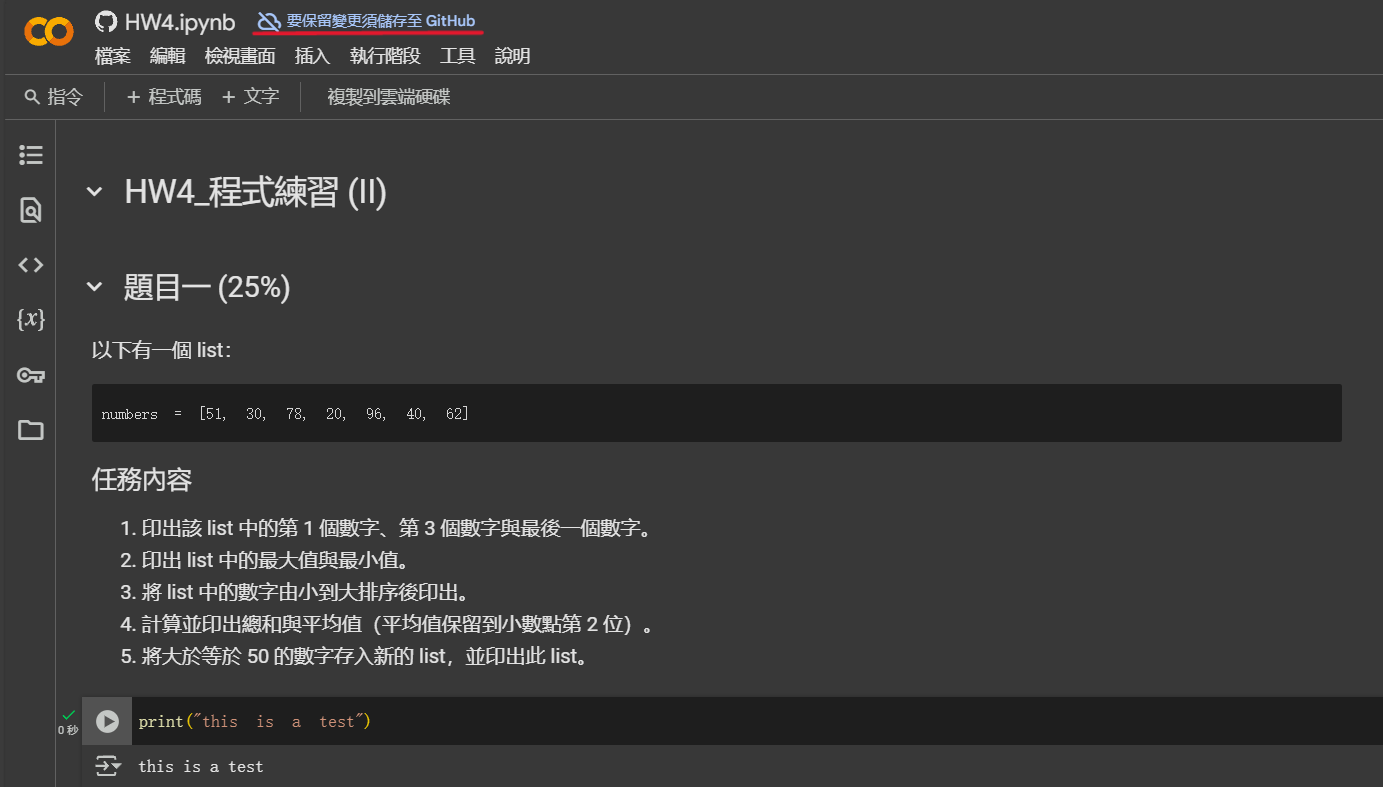 HW4.ipynb 要保留變更須儲存至 GitHub
檔案 編輯 檢視畫面 插入 執行階段 工具 說明
指令 + 程式碼 + 文字 複製到雲端硬碟
HW4_程式練習 (II)
題目一 (25%)
以下有一個 list：
numbers = [51, 30, 78, 20, 96, 40, 62]
任務內容
1. 印出該 list 中的第 1 個數字、第 3 個數字與最後一個數字。
2. 印出 list 中的最大值與最小值。
3. 將 list 中的數字由小到大排序後印出。
4. 計算並印出總和與平均值（平均值保留到小數點第 2 位）。
5. 將大於等於 50 的數字存入新的 list，並印出此 list。
print("this is a test")
0 秒
this is a test